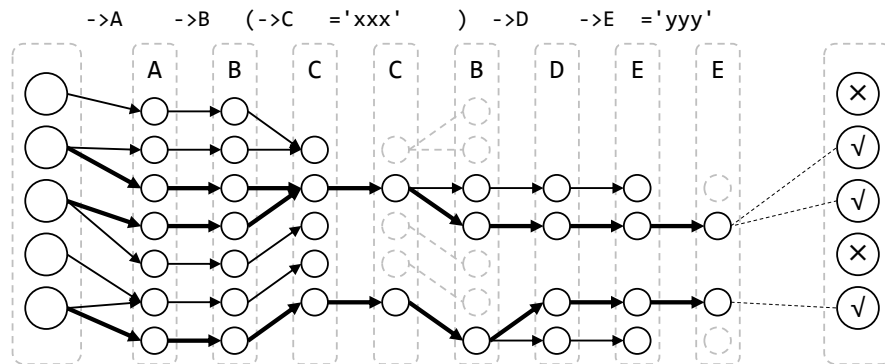 ->A ->B (->C ='xxx' ) ->D ->E ='yyy'
A B C C B D E E
×
√
√
×
√